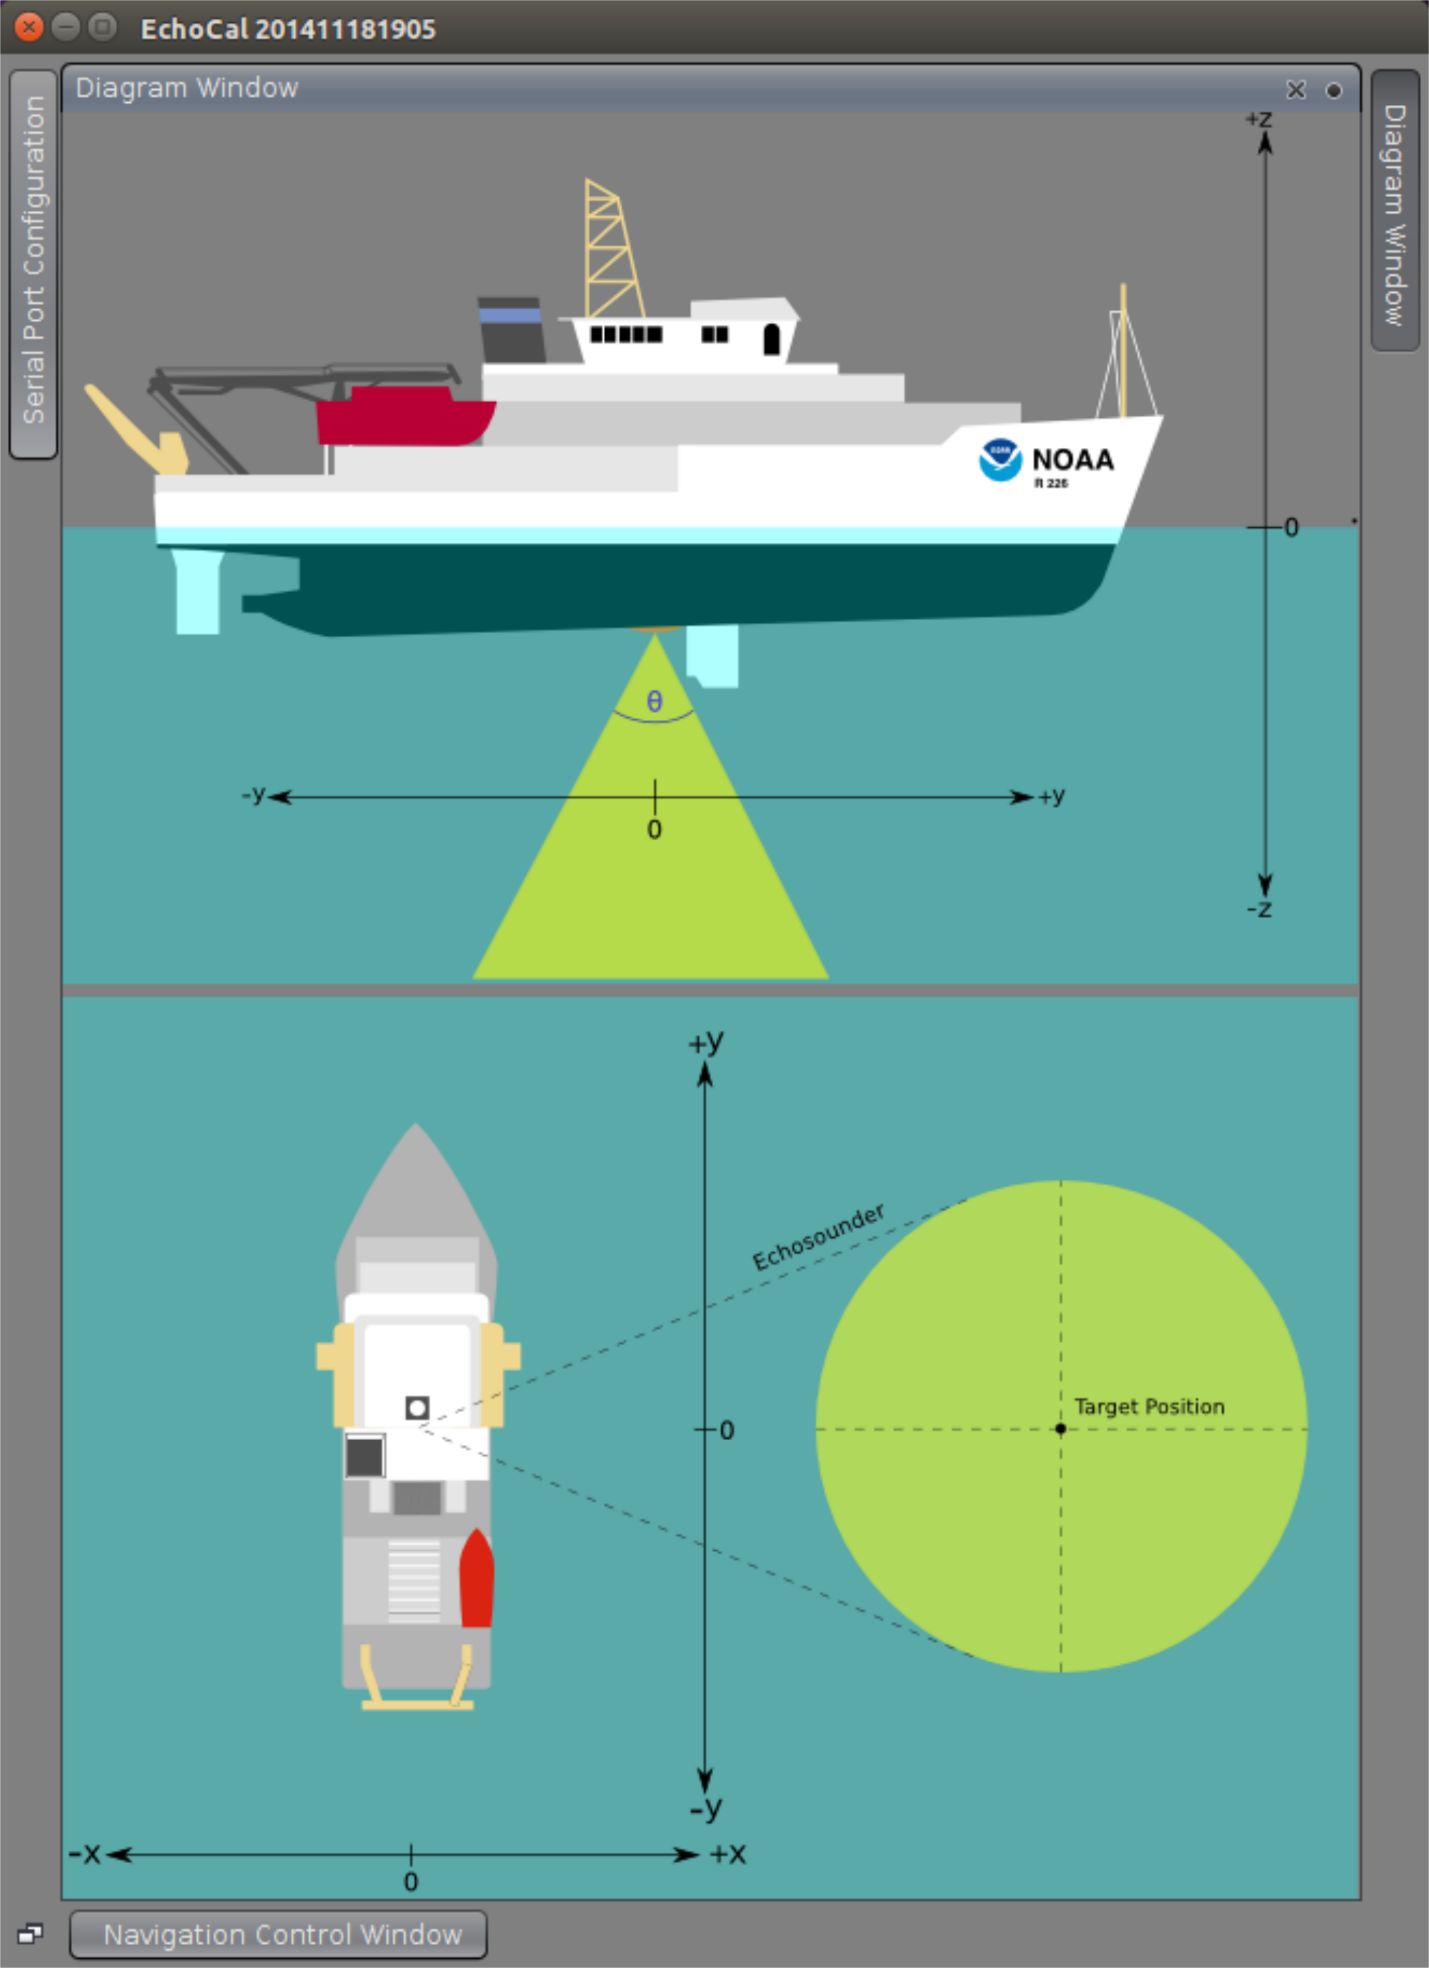 EchoCal 201411181905
Serial Port Configuration
Diagram Window
Diagram Window
+z
NOAA
NOAA
R 226
0
θ
-y
+y
0
-z
+y
Echosounder
Target Position
0
-y
-x
+x
0
Navigation Control Window